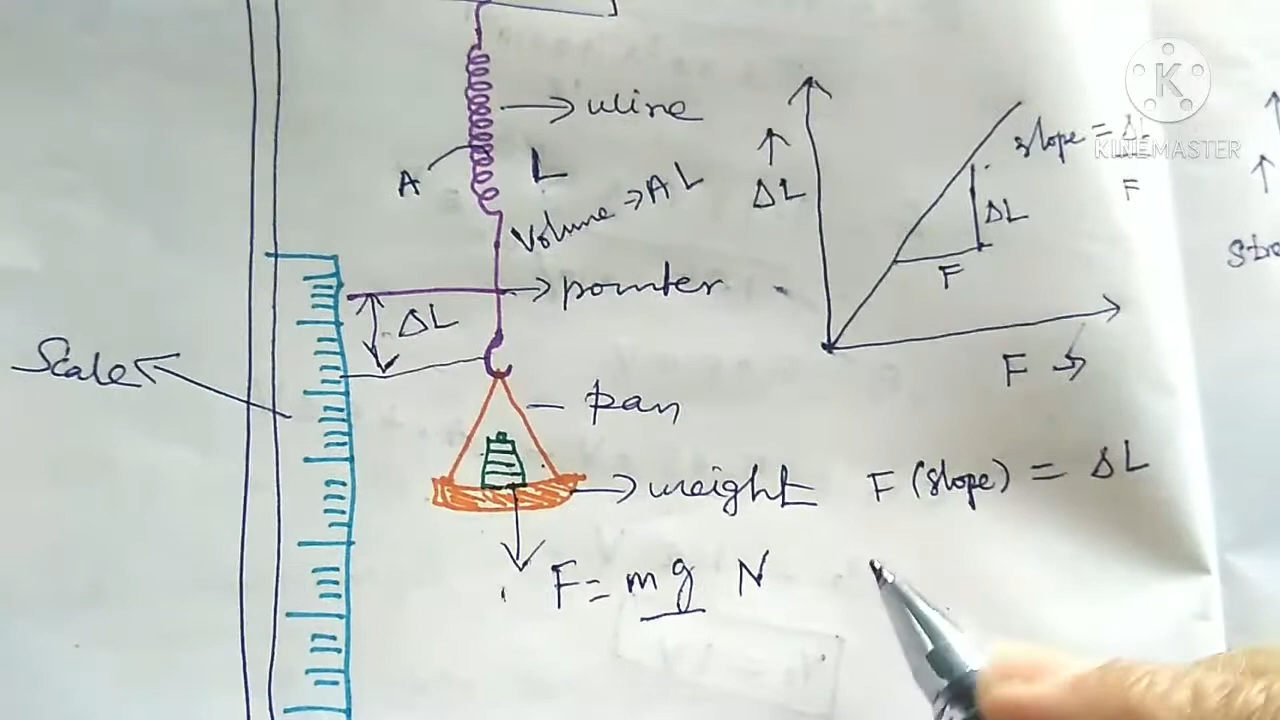 wire
A
L
Volume → AL
pointer
ΔL
Scale
pan
weight
F = mg N
ΔL
slope = ΔL
F
ΔL
F
F
F (slope) = ΔL
K
KINEMASTER